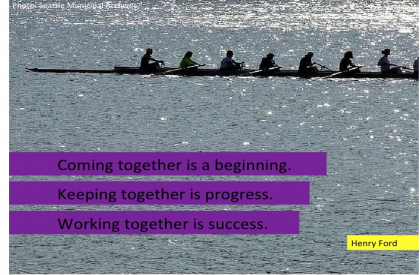 Photo: Seattle Municipal Archives
Coming together is a beginning.
Keeping together is progress.
Working together is success.
Henry Ford